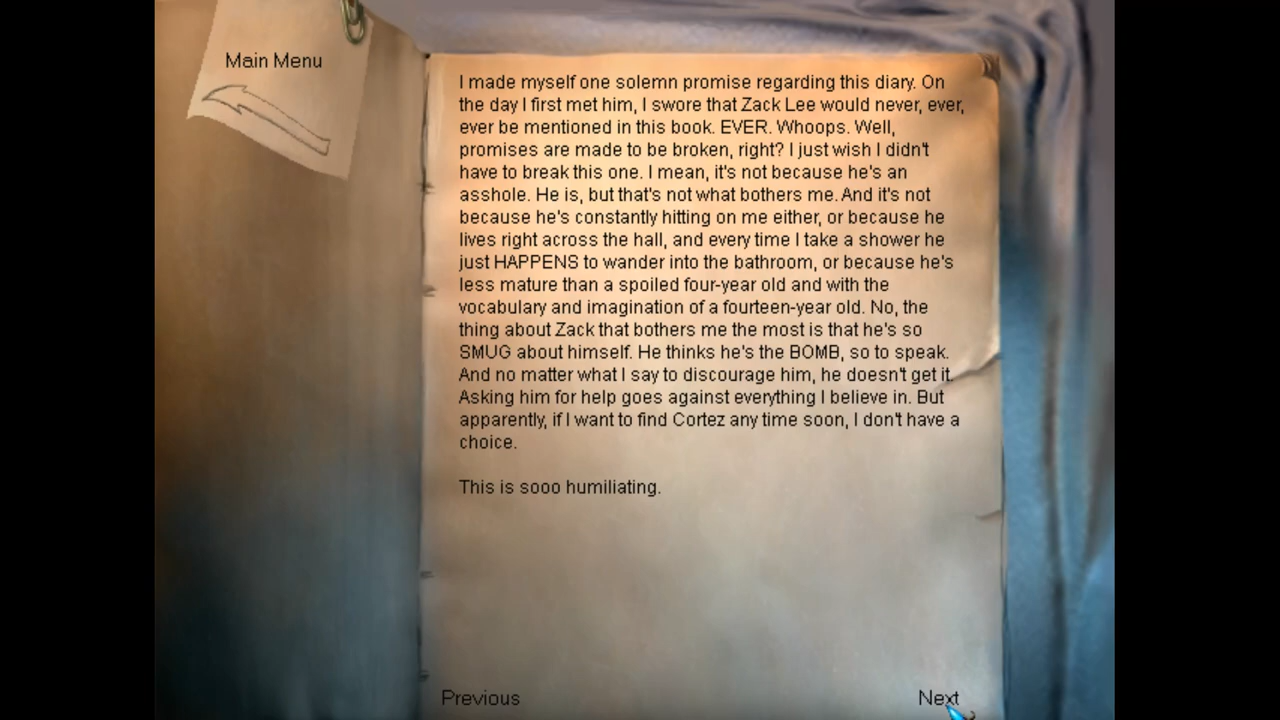 Main Menu
I made myself one solemn promise regarding this diary. On
the day I first met him, I swore that Zack Lee would never, ever,
ever be mentioned in this book. EVER. Whoops. Well,
promises are made to be broken, right? I just wish I didn't
have to break this one. I mean, it's not because he's an
asshole. He is, but that's not what bothers me. And it's not
because he's constantly hitting on me either, or because he
lives right across the hall, and every time I take a shower he
just HAPPENS to wander into the bathroom, or because he's
less mature than a spoiled four-year old and with the
vocabulary and imagination of a fourteen-year old. No, the
thing about Zack that bothers me the most is that he's so
SMUG about himself. He thinks he's the BOMB, so to speak.
And no matter what I say to discourage him, he doesn't get it.
Asking him for help goes against everything I believe in. But
apparently, if I want to find Cortez any time soon, I don't have a
choice.
This is sooo humiliating.
Previous
Next